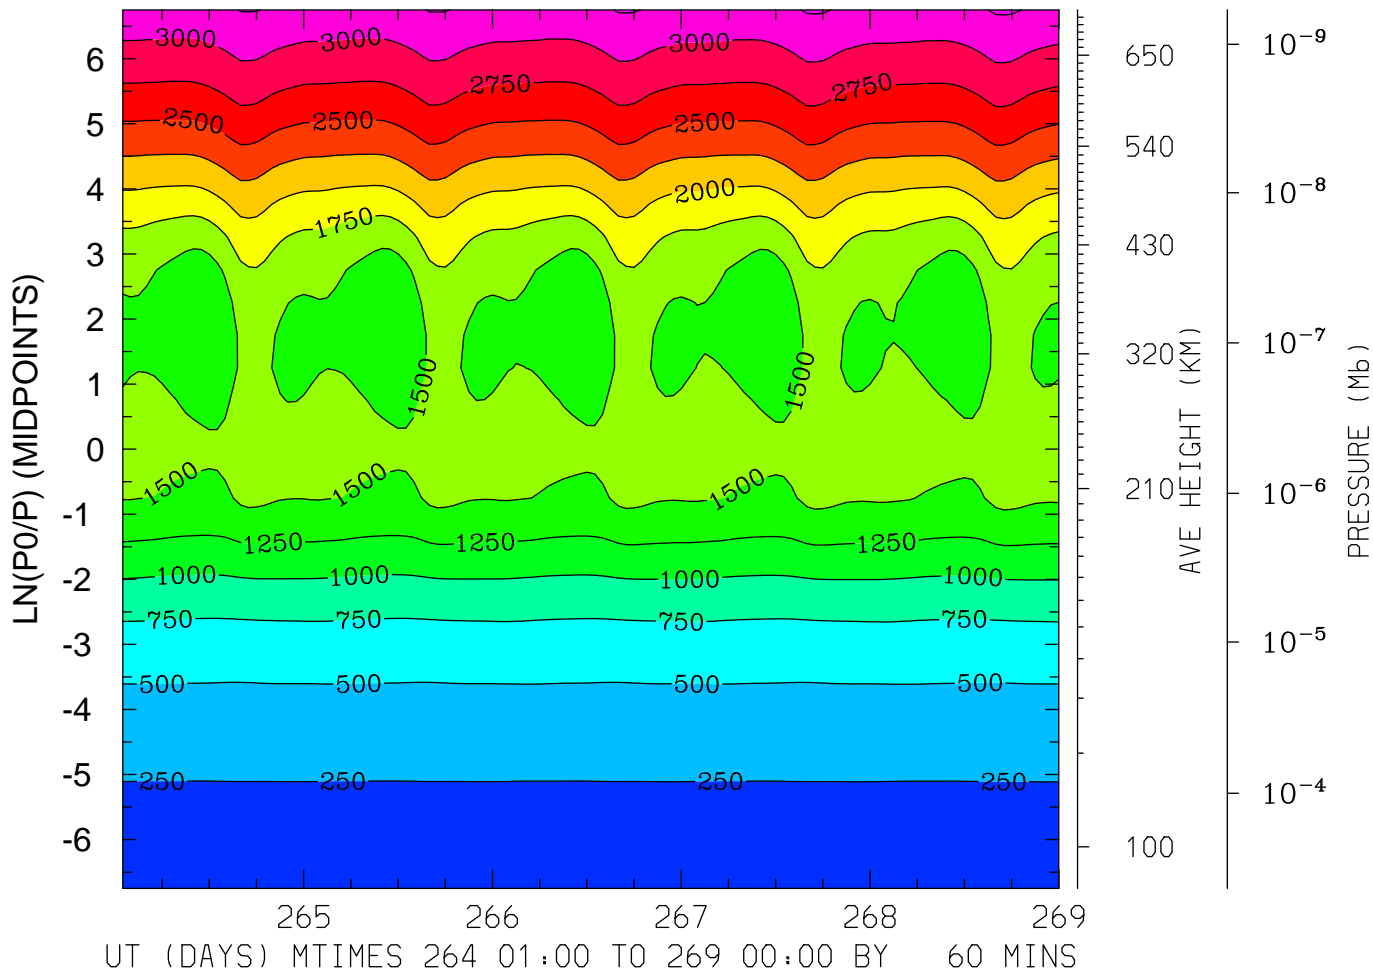 LN(P0/P) (MIDPOINTS)
6
5
4
3
2
1
0
-1
-2
-3
-4
-5
-6
3000 3000 3000
2750 2750
2500 2500 2500
2000
1750
1500 1500
1500 1500 1500
1250 1250 1250
1000 1000 1000 1000
750 750 750 750
500 500 500 500
250 250 250 250
265 266 267 268 269
UT (DAYS) MTIMES 264 01:00 TO 269 00:00 BY 60 MINS
650
540
430
320
210
100
AVE HEIGHT (KM)
10⁻⁹
10⁻⁸
10⁻⁷
10⁻⁶
10⁻⁵
10⁻⁴
PRESSURE (Mb)